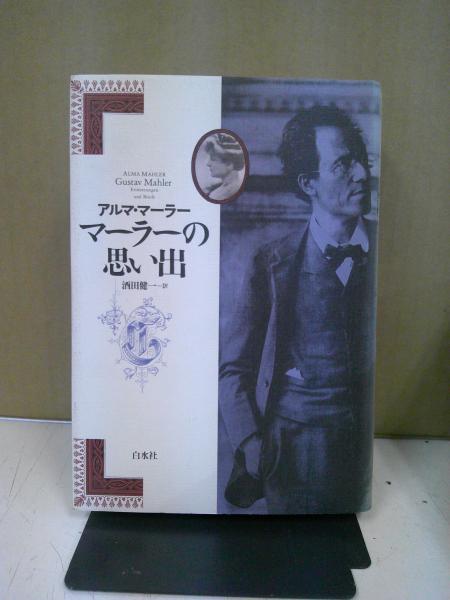 ALMA MAHLER
Gustav Mahler
Erinnerungen
und Briefe
アルマ・マーラー
マーラーの
思い出
酒田健一=訳
白水社